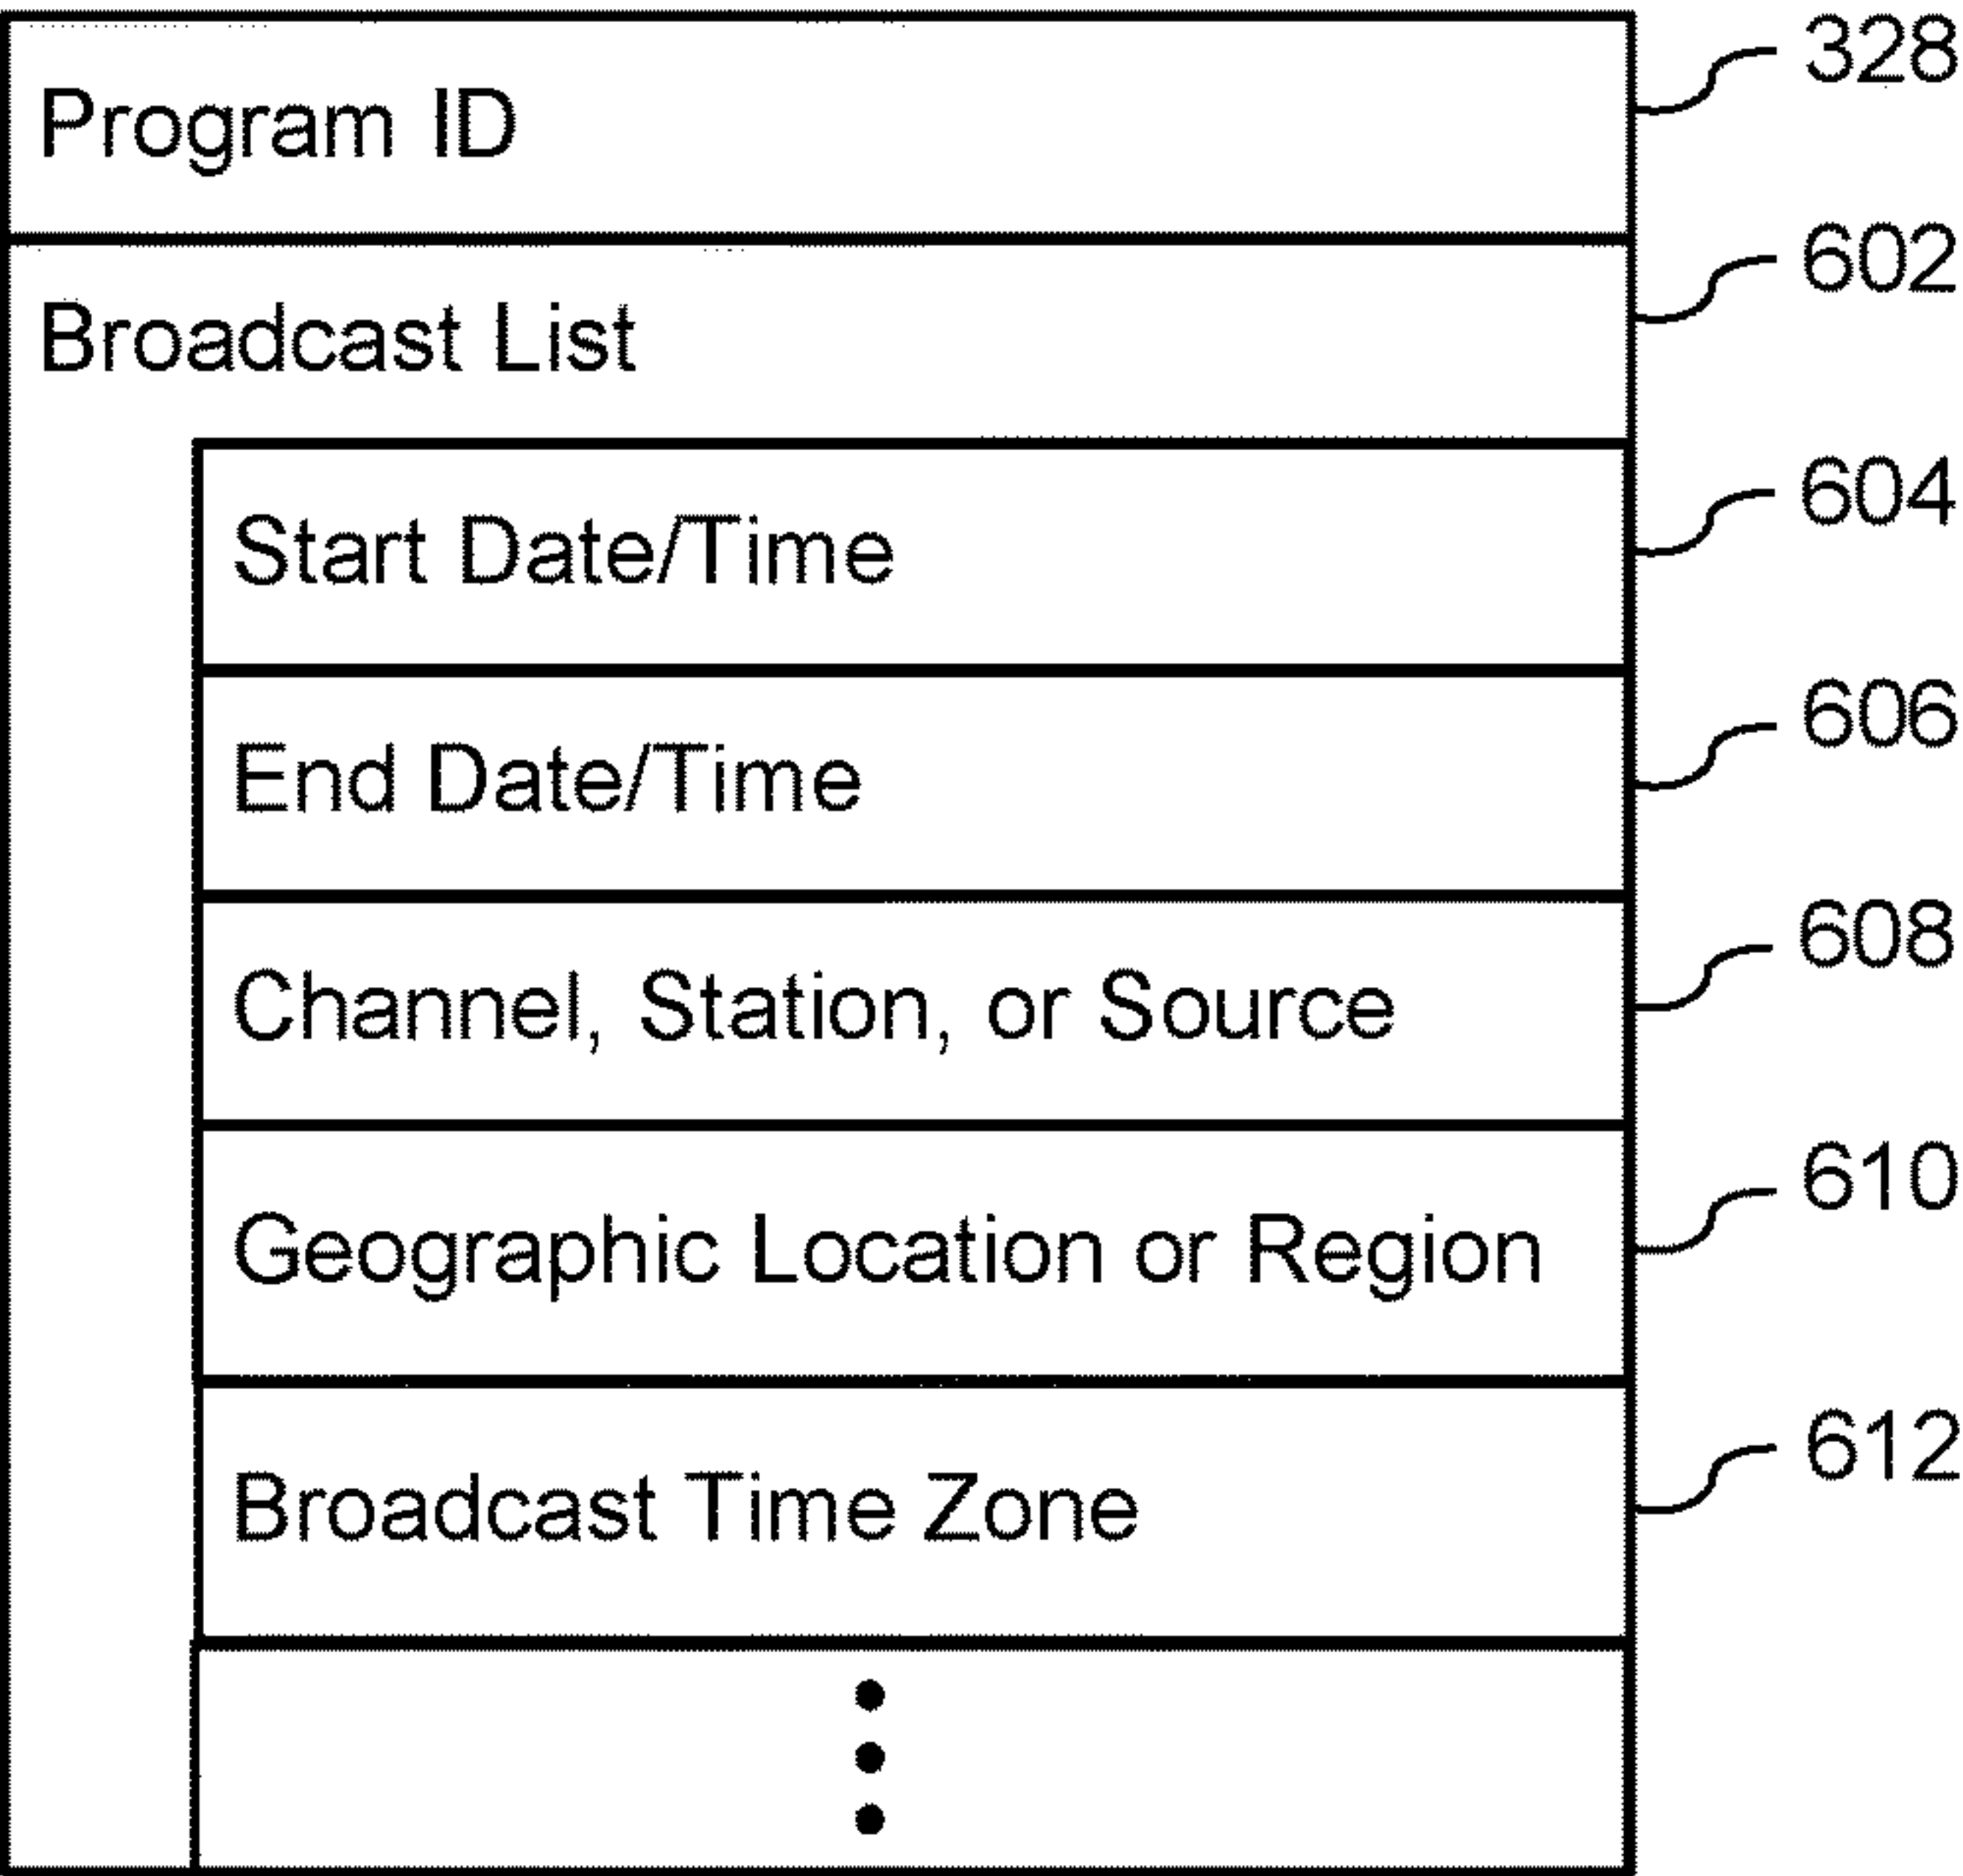 Program ID 328
Broadcast List 602
Start Date/Time 604
End Date/Time 606
Channel, Station, or Source 608
Geographic Location or Region 610
Broadcast Time Zone 612